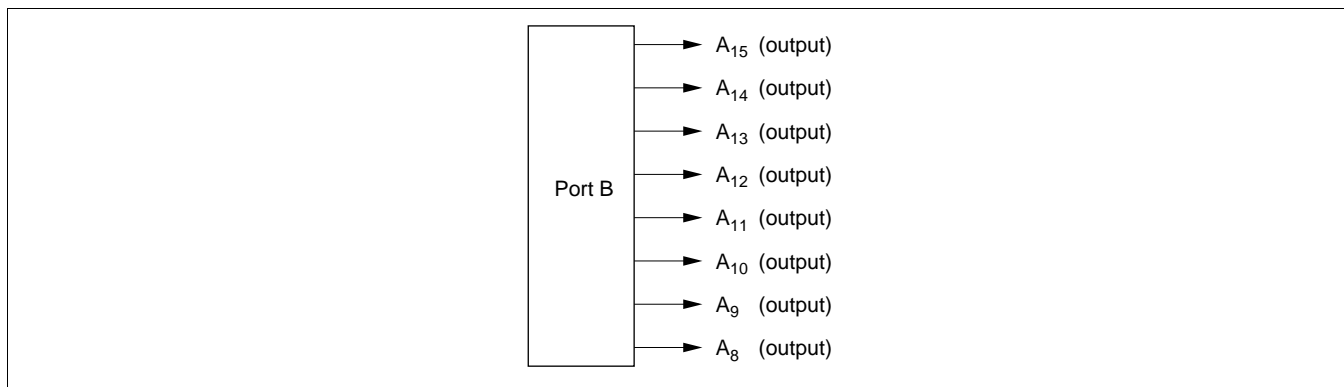 A15 (output)
A14 (output)
A13 (output)
A12 (output)
Port B
A11 (output)
A10 (output)
A9 (output)
A8 (output)